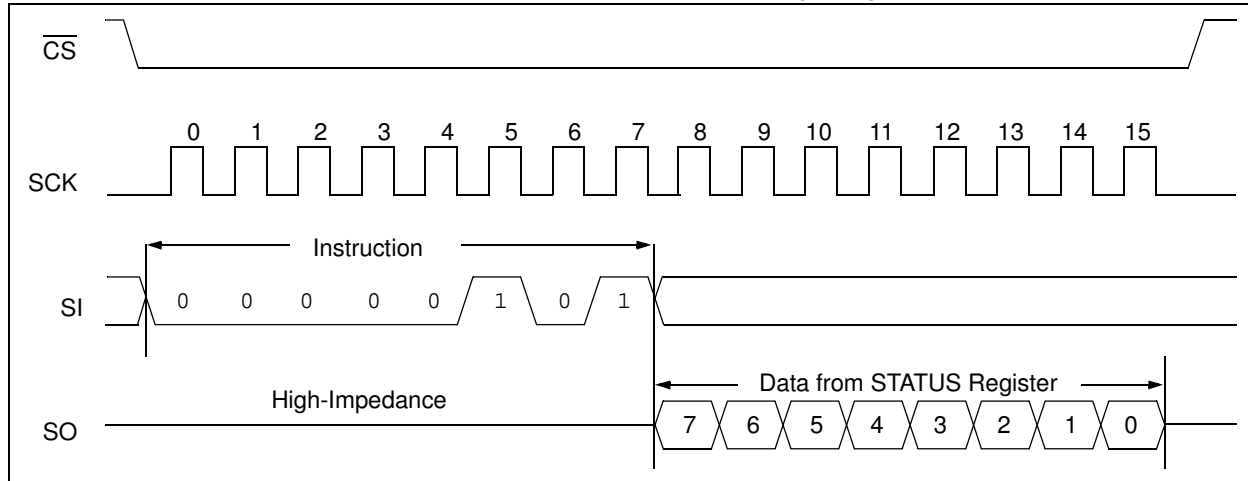 CS
0 1 2 3 4 5 6 7 8 9 10 11 12 13 14 15
SCK
Instruction
SI 0 0 0 0 0 1 0 1
Data from STATUS Register
High-Impedance
SO 7 6 5 4 3 2 1 0